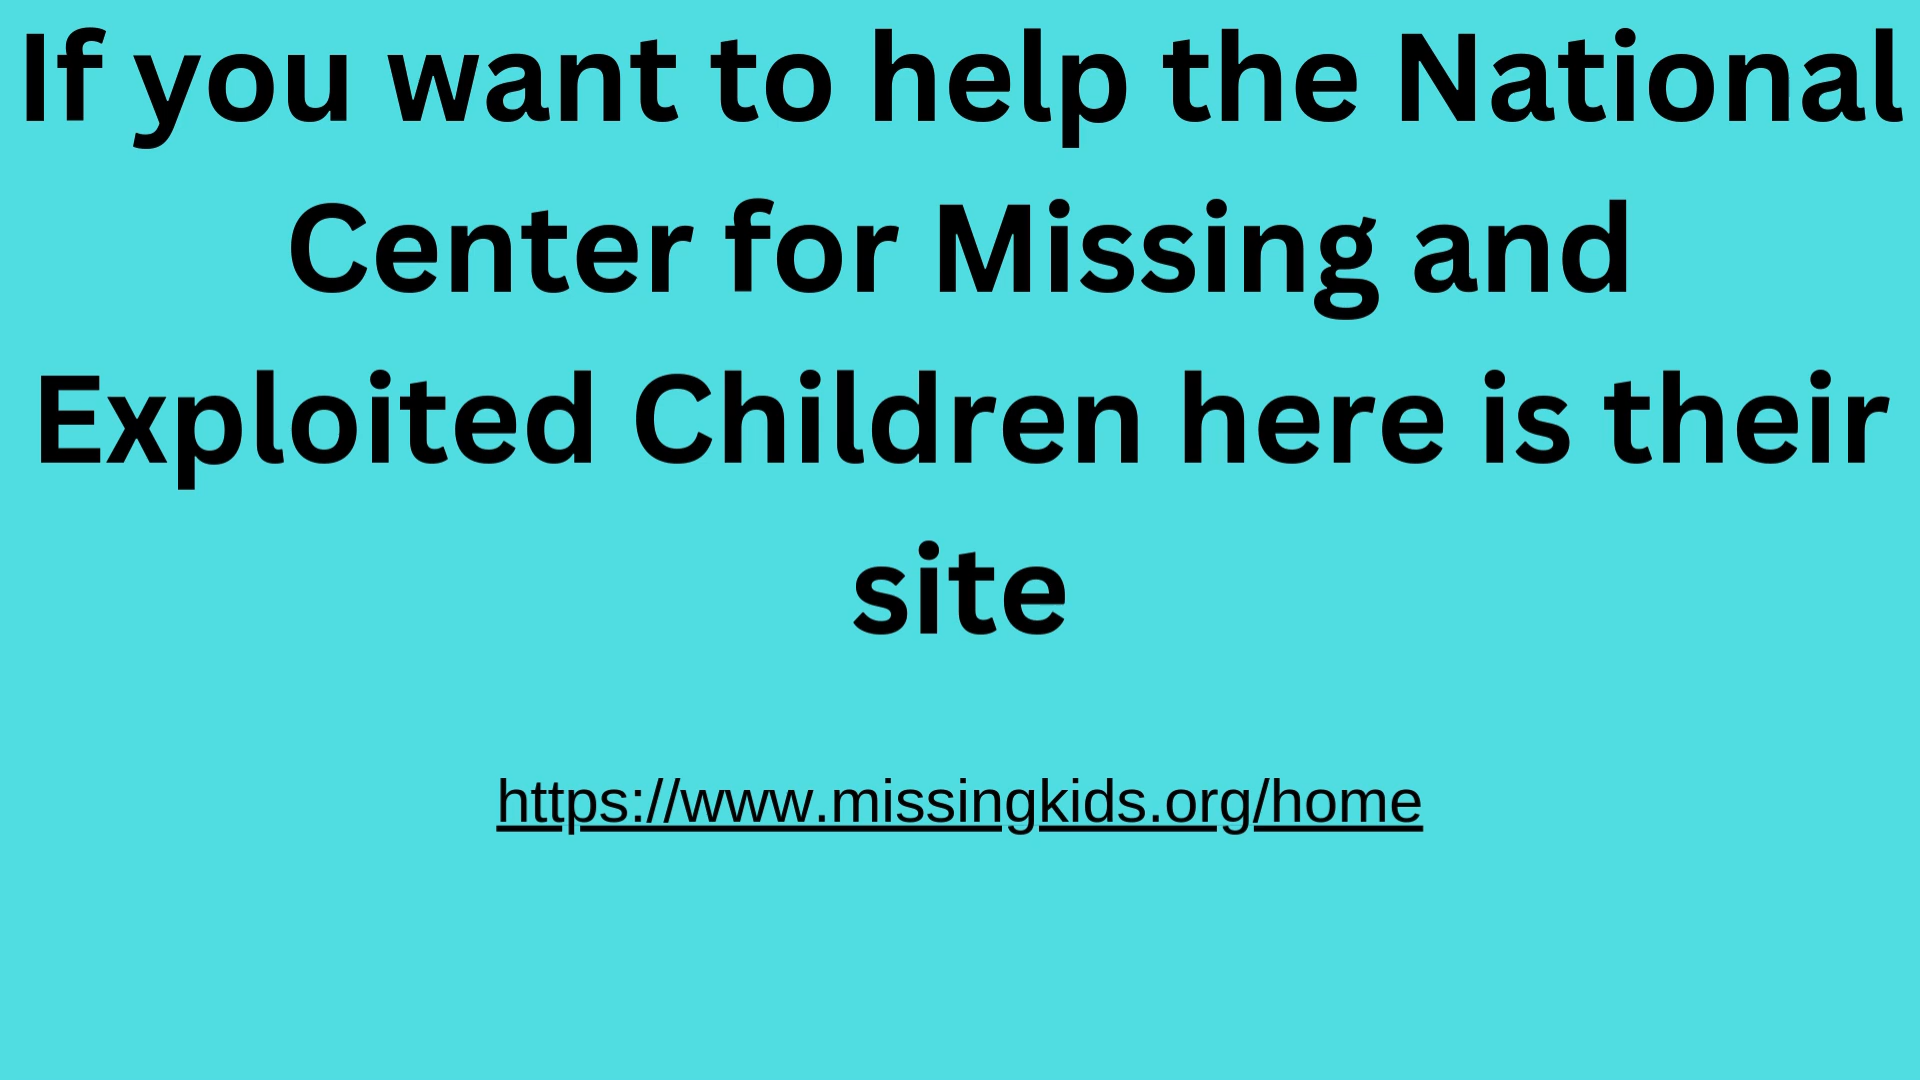 If you want to help the National
Center for Missing and
Exploited Children here is their
site
https://www.missingkids.org/home